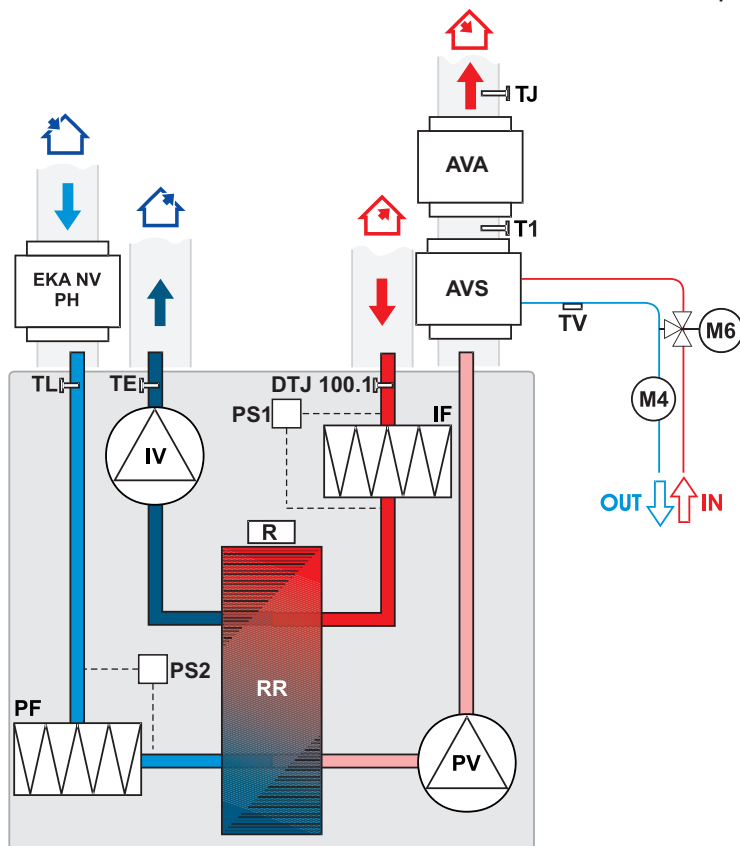 TJ
AVA
T1
EKA NV
PH
AVS
TV
M6
TL
TE
DTJ 100.1
M4
PS1
IF
IV
OUT
IN
R
PS2
RR
PF
PV